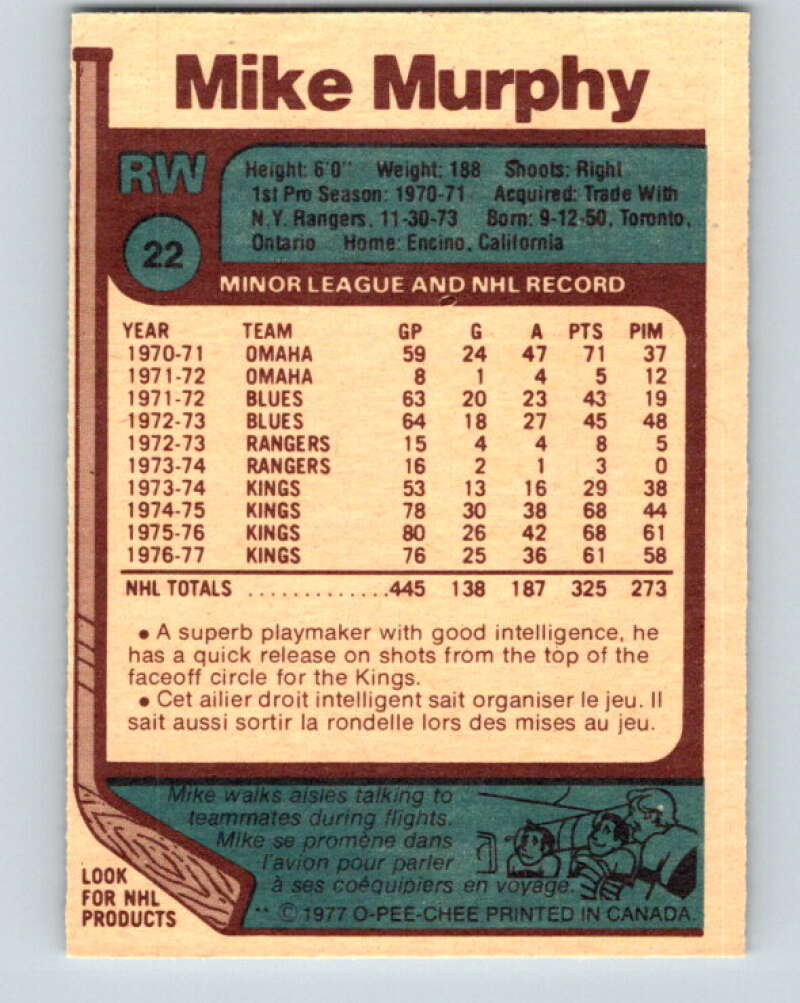 Mike Murphy
RW
Height: 6'0" Weight: 188 Shoots: Right
1st Pro Season: 1970-71 Acquired: Trade With
N.Y. Rangers, 11-30-73 Born: 9-12-50, Toronto,
Ontario Home: Encino, California
22
MINOR LEAGUE AND NHL RECORD
YEAR TEAM GP G A PTS PIM
1970-71 OMAHA 59 24 47 71 37
1971-72 OMAHA 8 1 4 5 12
1971-72 BLUES 63 20 23 43 19
1972-73 BLUES 64 18 27 45 48
1972-73 RANGERS 15 4 4 8 5
1973-74 RANGERS 16 2 1 3 0
1973-74 KINGS 53 13 16 29 38
1974-75 KINGS 78 30 38 68 44
1975-76 KINGS 80 26 42 68 61
1976-77 KINGS 76 25 36 61 58
NHL TOTALS .............445 138 187 325 273
• A superb playmaker with good intelligence, he
has a quick release on shots from the top of the
faceoff circle for the Kings.
• Cet ailier droit intelligent sait organiser le jeu. Il
sait aussi sortir la rondelle lors des mises au jeu.
Mike walks aisles talking to
teammates during flights.
Mike se promène dans
l'avion pour parler
à ses coéquipiers en voyage.
LOOK
FOR NHL
PRODUCTS
** © 1977 O-PEE-CHEE PRINTED IN CANADA.